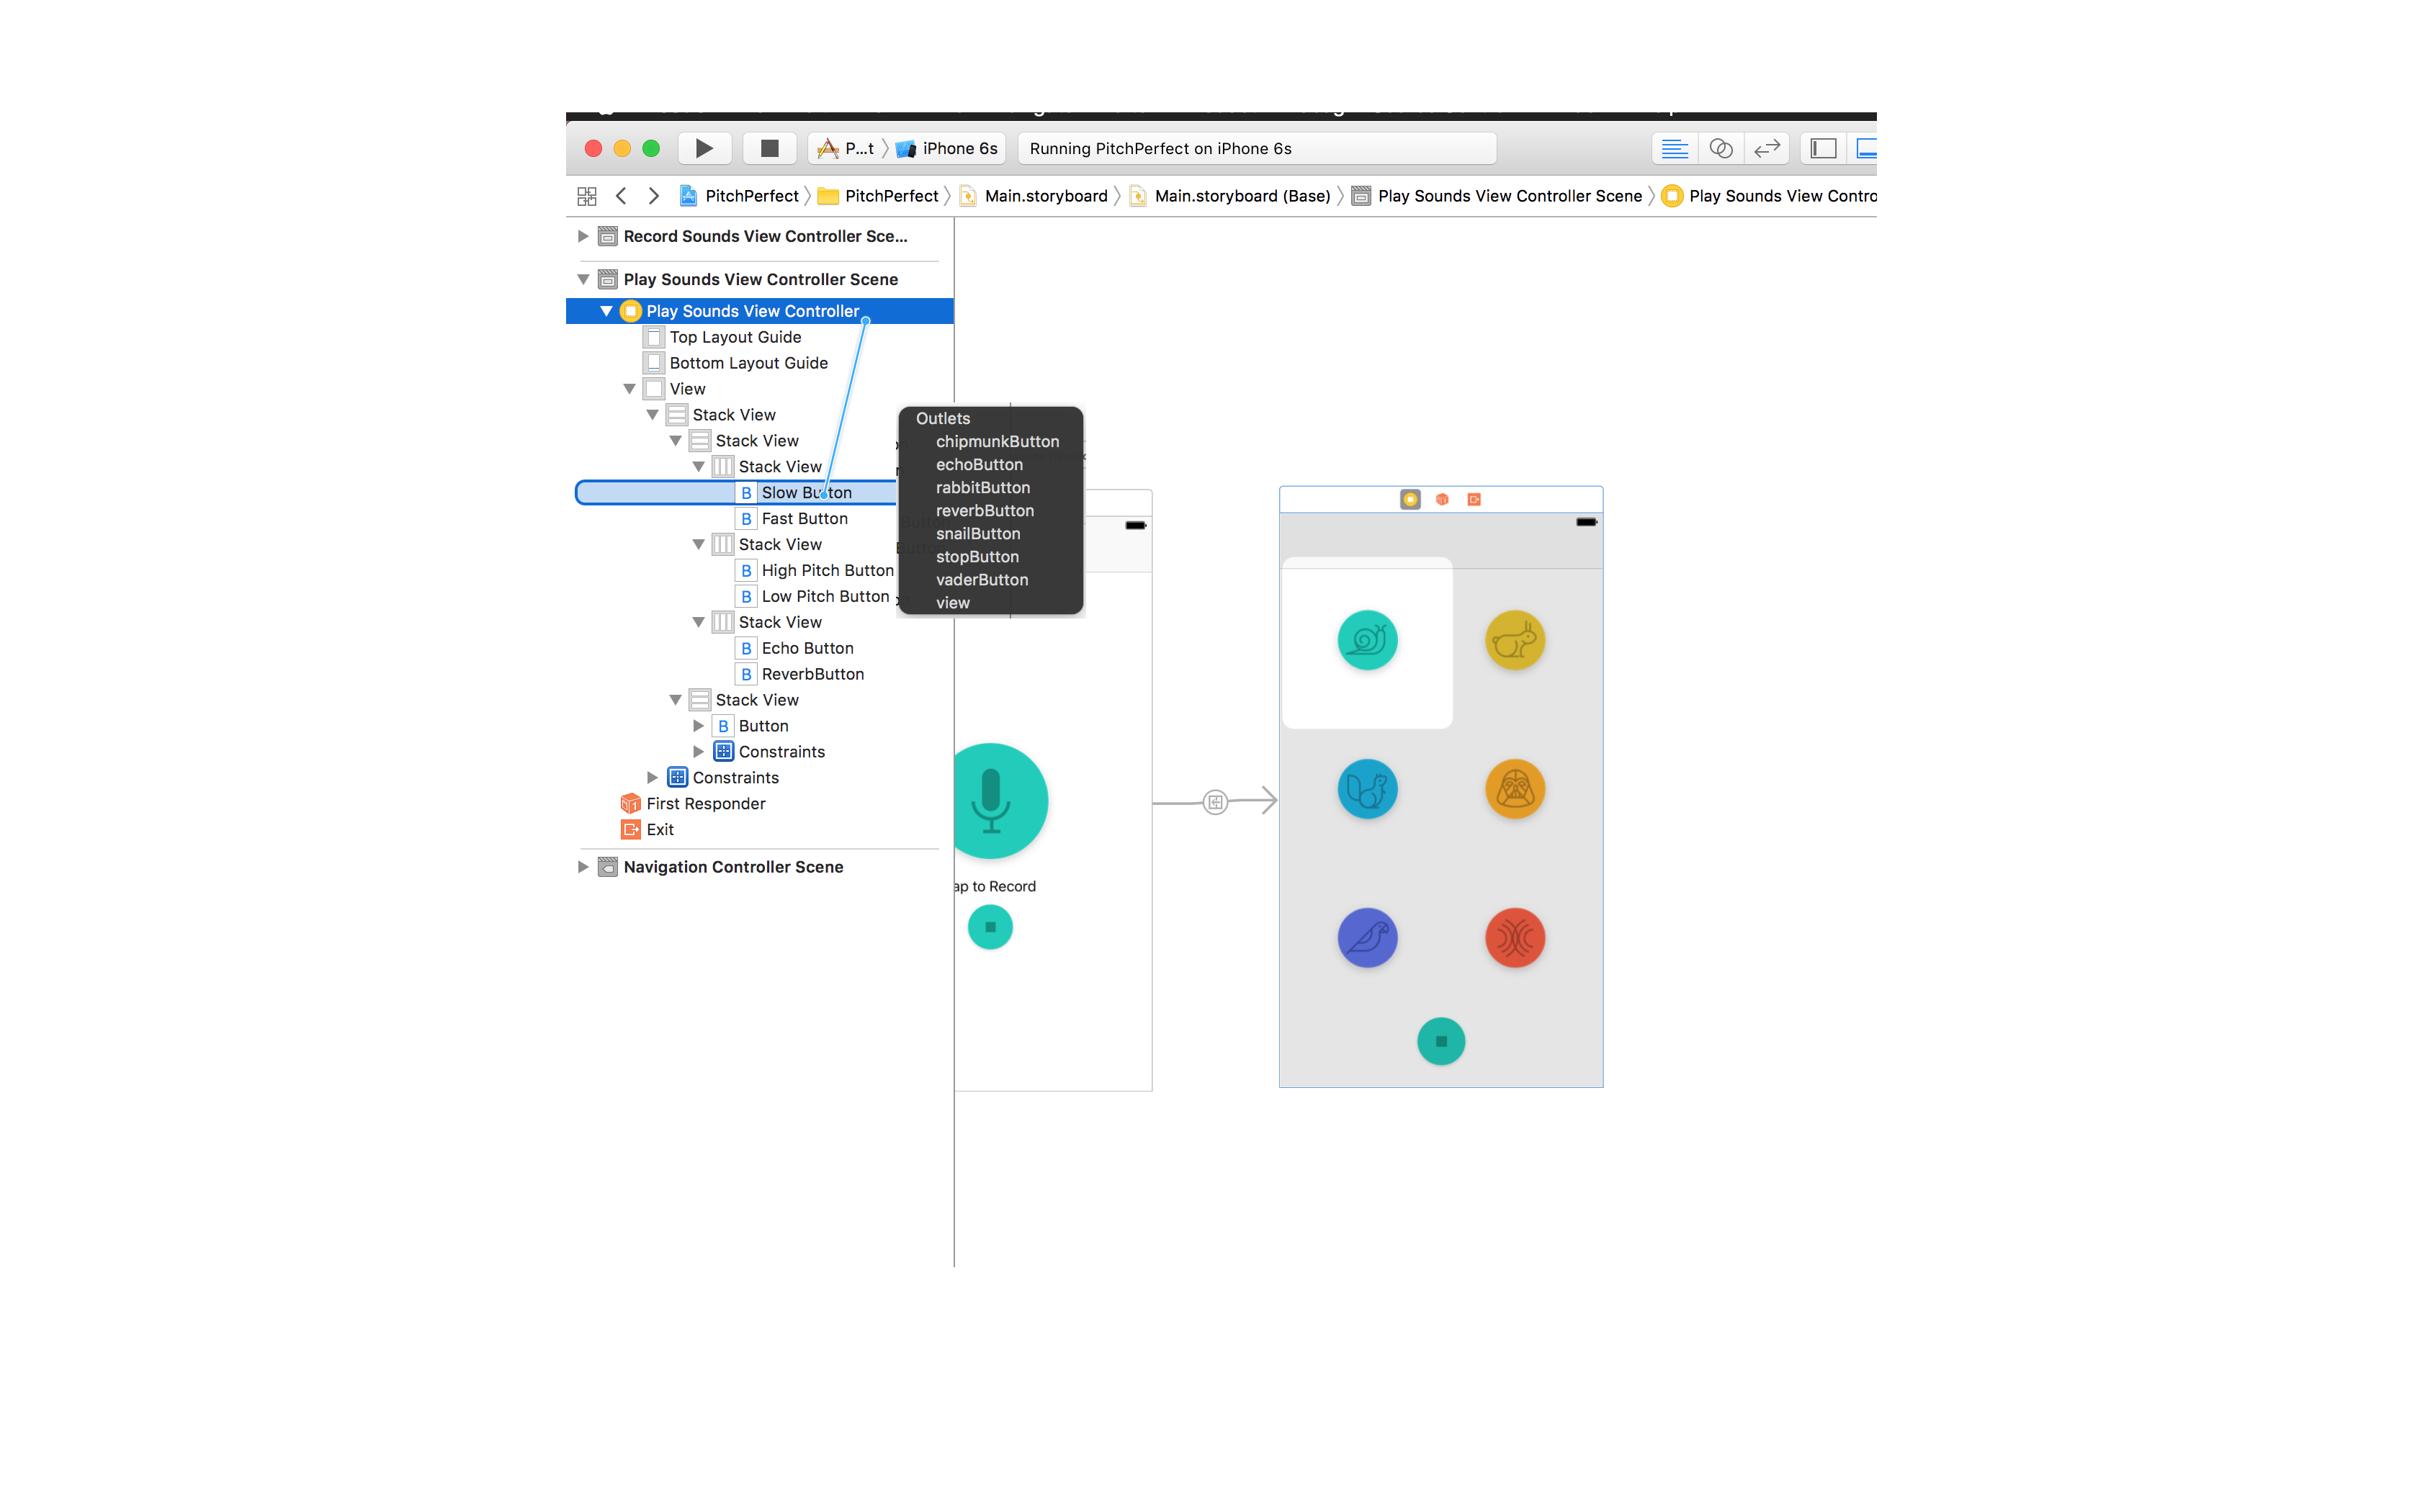 P...t iPhone 6s Running PitchPerfect on iPhone 6s
PitchPerfect PitchPerfect Main.storyboard Main.storyboard (Base) Play Sounds View Controller Scene Play Sounds View Contro
Record Sounds View Controller Sce...
Play Sounds View Controller Scene
Play Sounds View Controller
Top Layout Guide
Bottom Layout Guide
View
Stack View
Stack View
Stack View
B Slow Button
B Fast Button
Stack View
B High Pitch Button
B Low Pitch Button
Stack View
B Echo Button
B ReverbButton
Stack View
B Button
Constraints
Constraints
First Responder
Exit
Navigation Controller Scene
Outlets
chipmunkButton
echoButton
rabbitButton
reverbButton
snailButton
stopButton
vaderButton
view
ap to Record